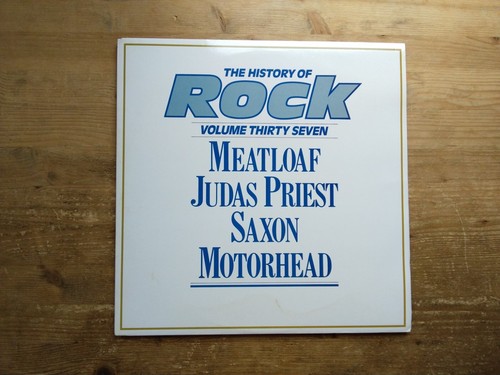 THE HISTORY OF
ROCK
VOLUME THIRTY SEVEN
MEATLOAF
JUDAS PRIEST
SAXON
MOTORHEAD